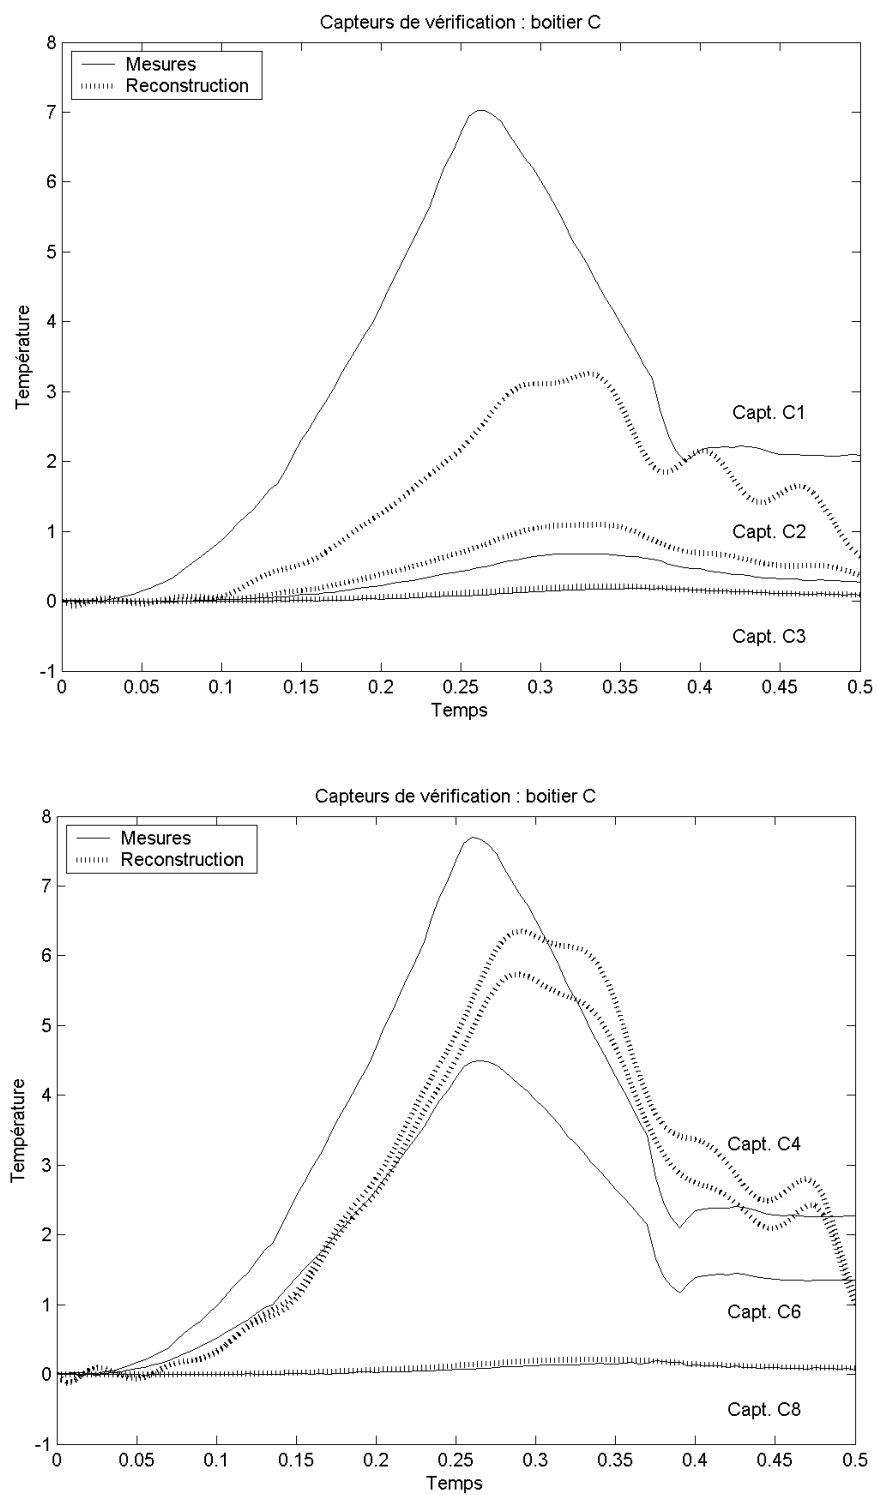 Capteurs de vérification : boitier C
8
Mesures
Reconstruction
7
6
5
4
Température
3
Capt. C1
2
1
Capt. C2
0
Capt. C3
-1
0 0.05 0.1 0.15 0.2 0.25 0.3 0.35 0.4 0.45 0.5
Temps
Capteurs de vérification : boitier C
8
Mesures
Reconstruction
7
6
5
4
Température
Capt. C4
3
2
1
Capt. C6
0
Capt. C8
-1
0 0.05 0.1 0.15 0.2 0.25 0.3 0.35 0.4 0.45 0.5
Temps